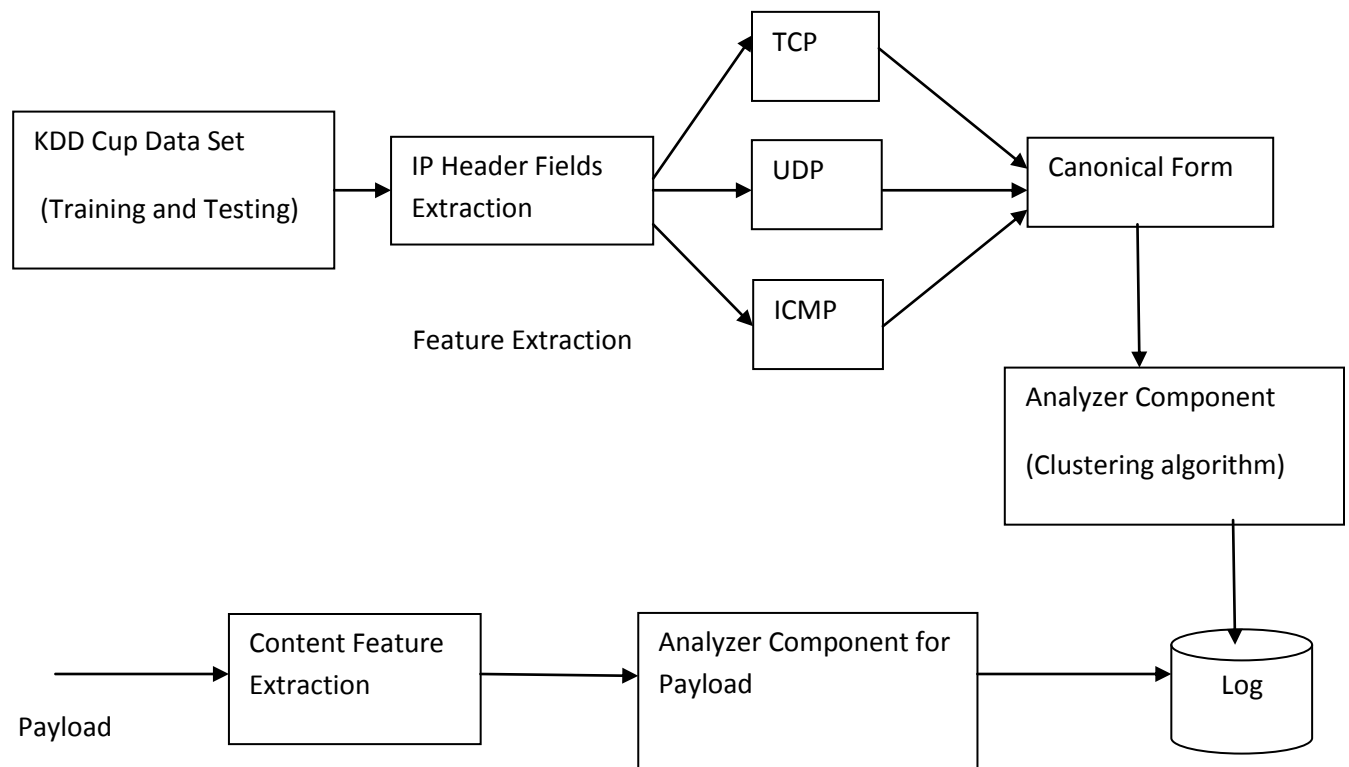 TCP
KDD Cup Data Set
(Training and Testing)
IP Header Fields
Extraction
UDP
Canonical Form
ICMP
Feature Extraction
Analyzer Component
(Clustering algorithm)
Content Feature
Extraction
Analyzer Component for
Payload
Log
Payload